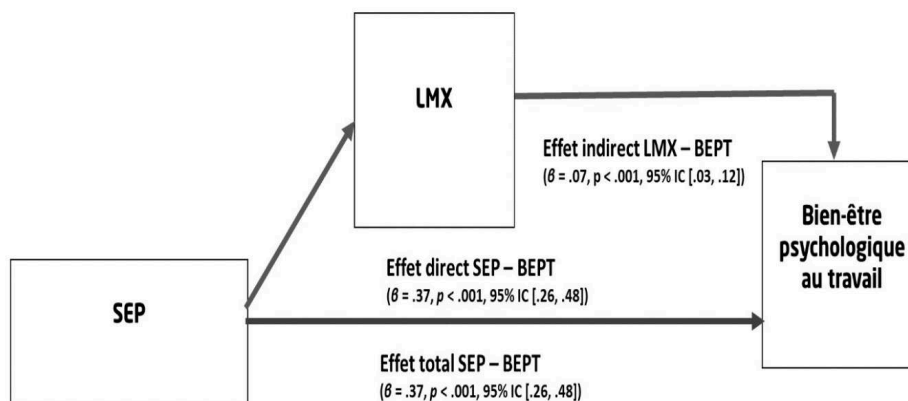 LMX
Effet indirect LMX – BEPT
(β = .07, p < .001, 95% IC [.03, .12])
Bien-être
psychologique
au travail
Effet direct SEP – BEPT
(β = .37, p < .001, 95% IC [.26, .48])
SEP
Effet total SEP – BEPT
(β = .37, p < .001, 95% IC [.26, .48])